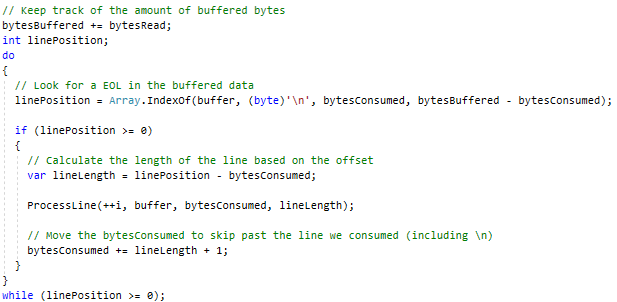 // Keep track of the amount of buffered bytes
bytesBuffered += bytesRead;
int linePosition;
do
{
// Look for a EOL in the buffered data
linePosition = Array.IndexOf(buffer, (byte)'\n', bytesConsumed, bytesBuffered - bytesConsumed);
if (linePosition >= 0)
{
// Calculate the length of the line based on the offset
var lineLength = linePosition - bytesConsumed;
ProcessLine(++i, buffer, bytesConsumed, lineLength);
// Move the bytesConsumed to skip past the line we consumed (including \n)
bytesConsumed += lineLength + 1;
}
}
while (linePosition >= 0);